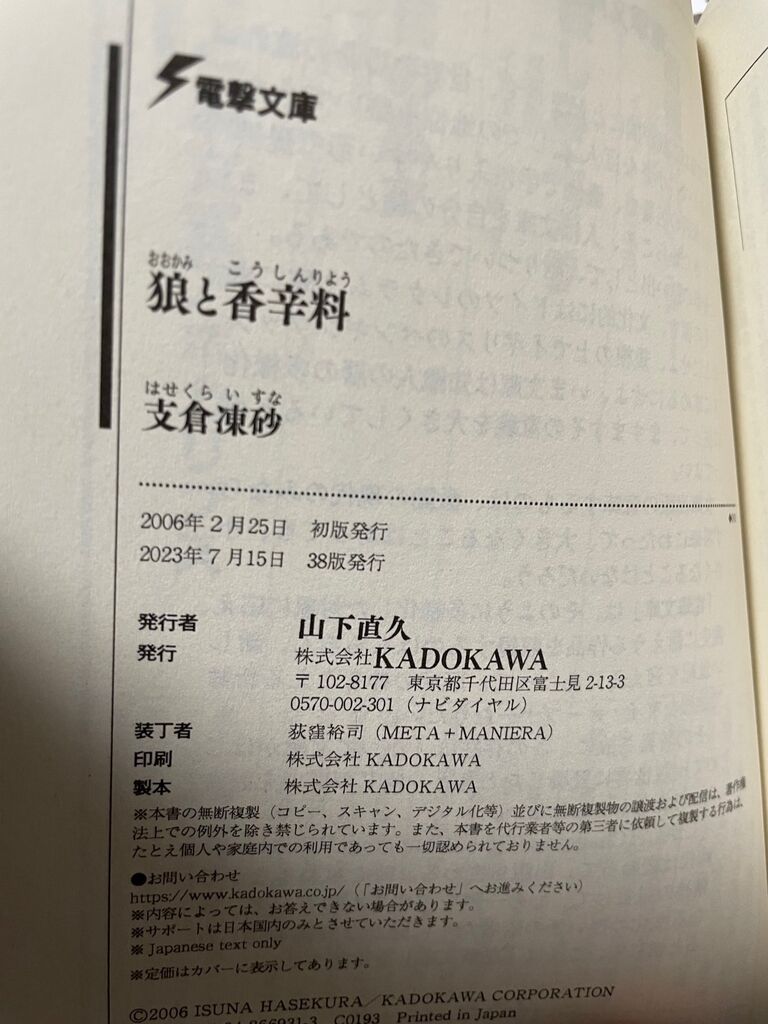 電撃文庫
おおかみ こうしんりよう
狼と香辛料
はせくら い すな
支倉凍砂
2006年2月25日 初版発行
2023年7月15日 38版発行
発行者 山下直久
発行 株式会社KADOKAWA
〒102-8177 東京都千代田区富士見2-13-3
0570-002-301（ナビダイヤル）
装丁者 荻窪裕司（META+MANIERA）
印刷 株式会社KADOKAWA
製本 株式会社KADOKAWA
※本書の無断複製（コピー、スキャン、デジタル化等）並びに無断複製物の譲渡および配信は、著作権
法上での例外を除き禁じられています。また、本書を代行業者等の第三者に依頼して複製する行為は、
たとえ個人や家庭内での利用であっても一切認められておりません。
●お問い合わせ
https://www.kadokawa.co.jp/（「お問い合わせ」へお進みください）
※内容によっては、お答えできない場合があります。
※サポートは日本国内のみとさせていただきます。
※ Japanese text only
※定価はカバーに表示してあります。
©2006 ISUNA HASEKURA／KADOKAWA CORPORATION
C0193 Printed in Japan